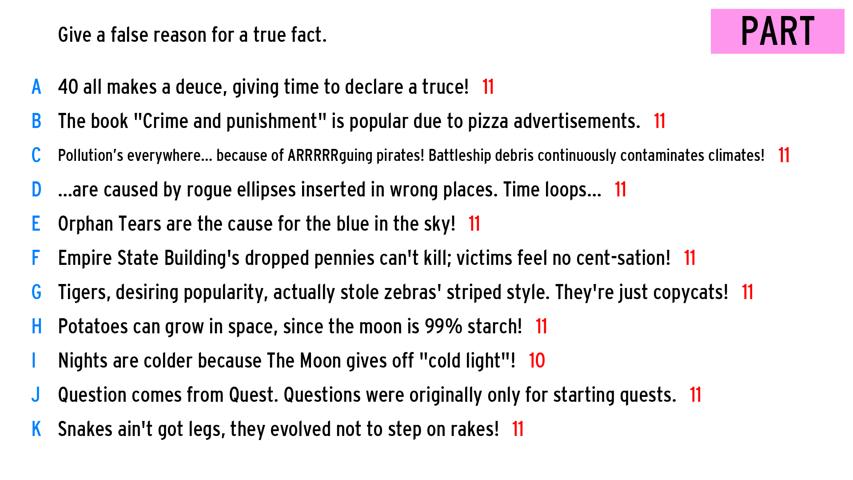 Give a false reason for a true fact.
PART
A 40 all makes a deuce, giving time to declare a truce! 11
B The book "Crime and punishment" is popular due to pizza advertisements. 11
C Pollution's everywhere... because of ARRRRRguing pirates! Battleship debris continuously contaminates climates! 11
D ...are caused by rogue ellipses inserted in wrong places. Time loops... 11
E Orphan Tears are the cause for the blue in the sky! 11
F Empire State Building's dropped pennies can't kill; victims feel no cent-sation! 11
G Tigers, desiring popularity, actually stole zebras' striped style. They're just copycats! 11
H Potatoes can grow in space, since the moon is 99% starch! 11
I Nights are colder because The Moon gives off "cold light"! 10
J Question comes from Quest. Questions were originally only for starting quests. 11
K Snakes ain't got legs, they evolved not to step on rakes! 11